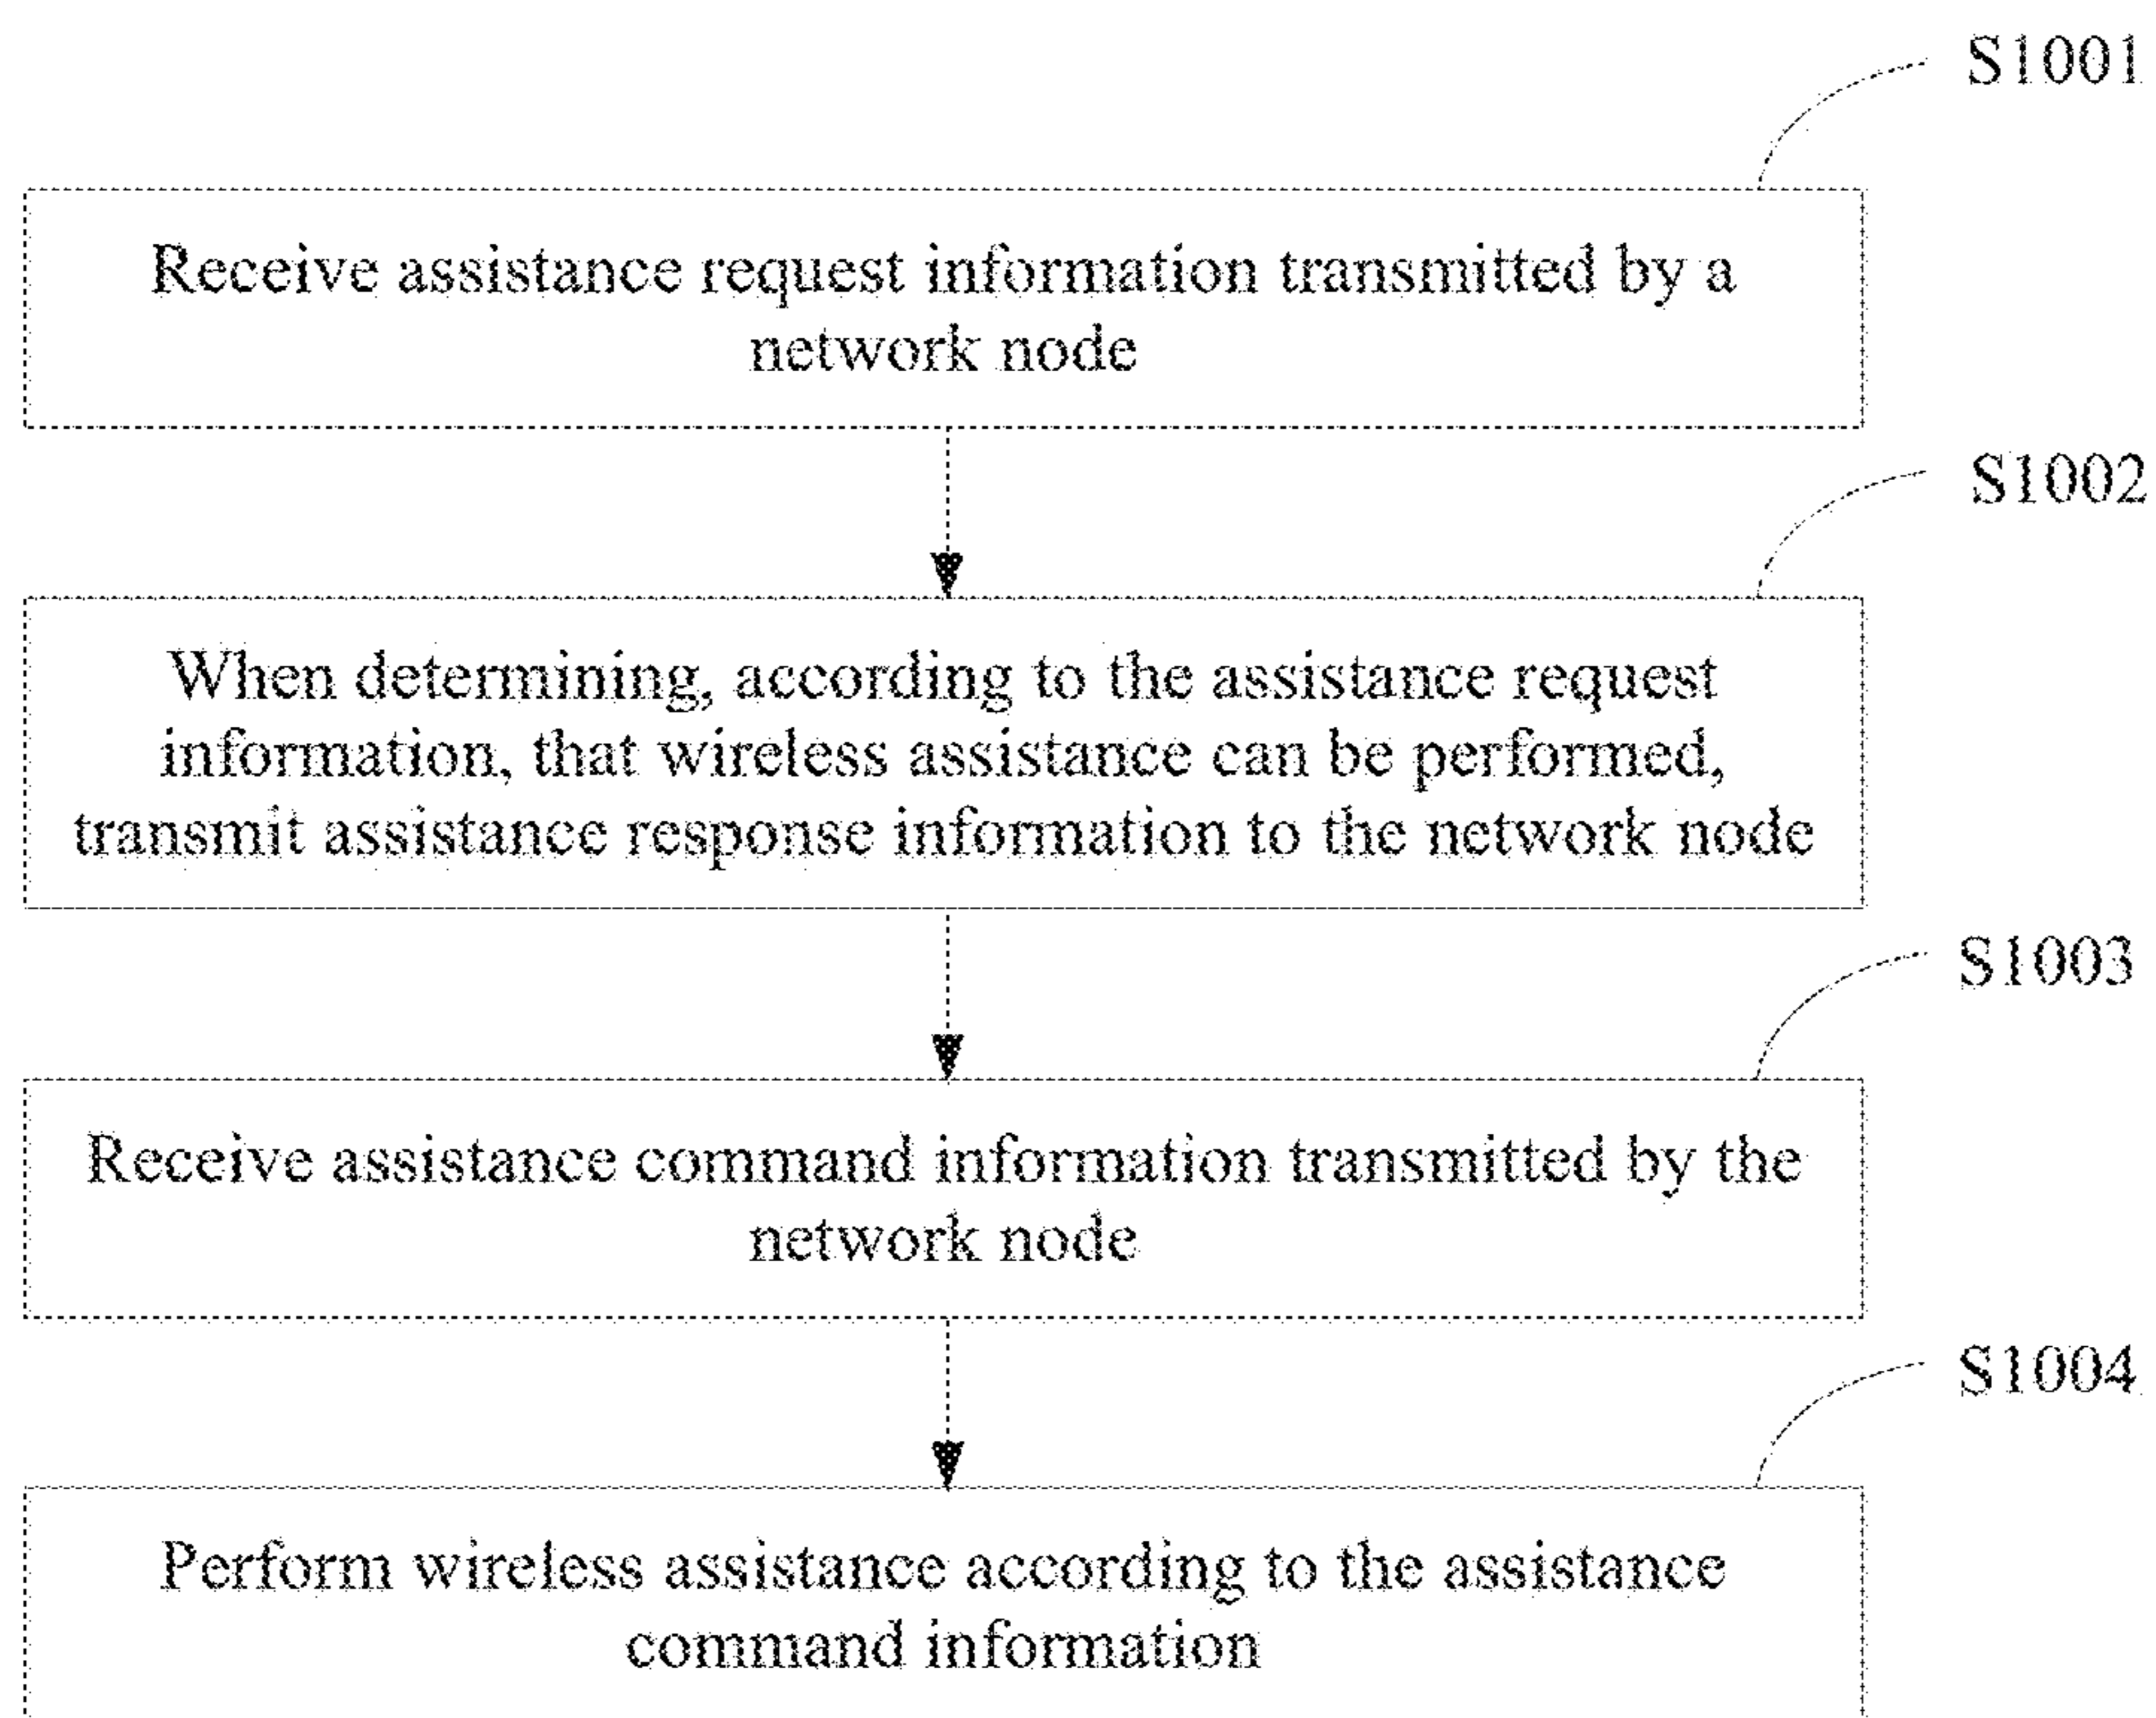 S1001
Receive assistance request information transmitted by a
network node
S1002
When determining, according to the assistance request
information, that wireless assistance can be performed,
transmit assistance response information to the network node
S1003
Receive assistance command information transmitted by the
network node
S1004
Perform wireless assistance according to the assistance
command information